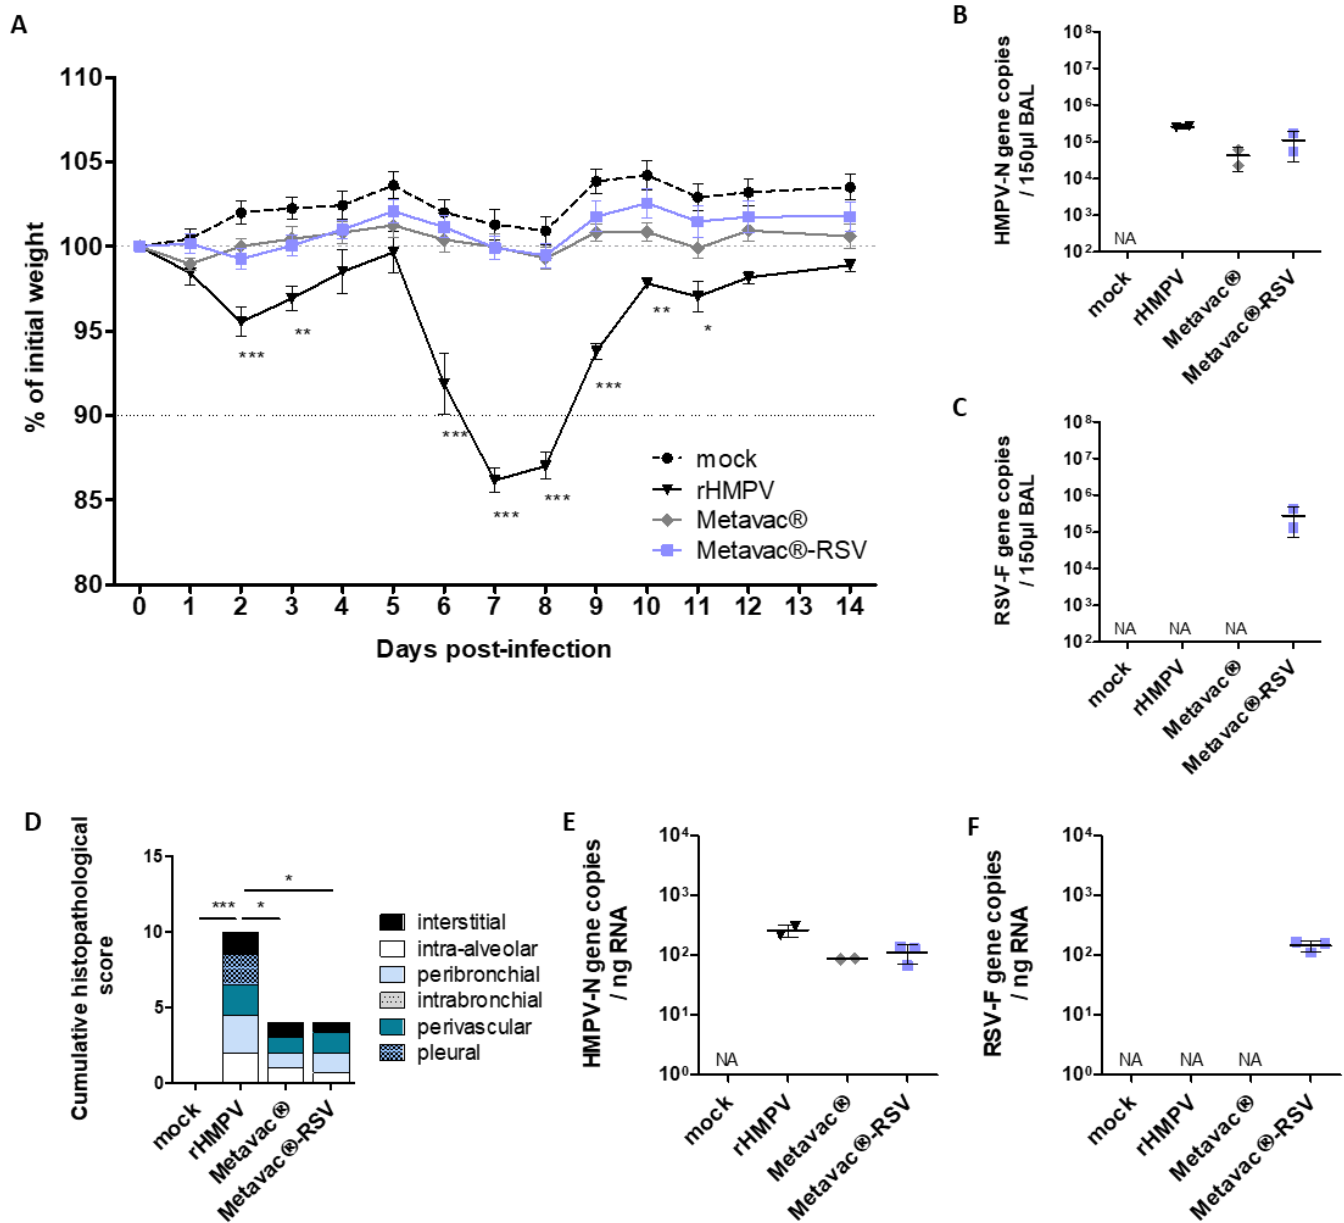 A
% of initial weight
110
105
100
95
90
85
80
***
**
***
***
***
***
**
*
mock
rHMPV
Metavac®
Metavac®-RSV
0 1 2 3 4 5 6 7 8 9 10 11 12 13 14
Days post-infection
B
HMPV-N gene copies
/ 150µl BAL
10⁸
10⁷
10⁶
10⁵
10⁴
10³
10²
NA
mock
rHMPV
Metavac®
Metavac®-RSV
C
RSV-F gene copies
/ 150µl BAL
10⁸
10⁷
10⁶
10⁵
10⁴
10³
10²
NA NA NA
mock
rHMPV
Metavac®
Metavac®-RSV
D
Cumulative histopathological
score
15
10
5
0
*
*** *
mock
rHMPV
Metavac®
Metavac®-RSV
interstitial
intra-alveolar
peribronchial
intrabronchial
perivascular
pleural
E
HMPV-N gene copies
/ ng RNA
10⁴
10³
10²
10¹
10⁰
NA
mock
rHMPV
Metavac®
Metavac®-RSV
F
RSV-F gene copies
/ ng RNA
10⁴
10³
10²
10¹
10⁰
NA NA NA
mock
rHMPV
Metavac®
Metavac®-RSV